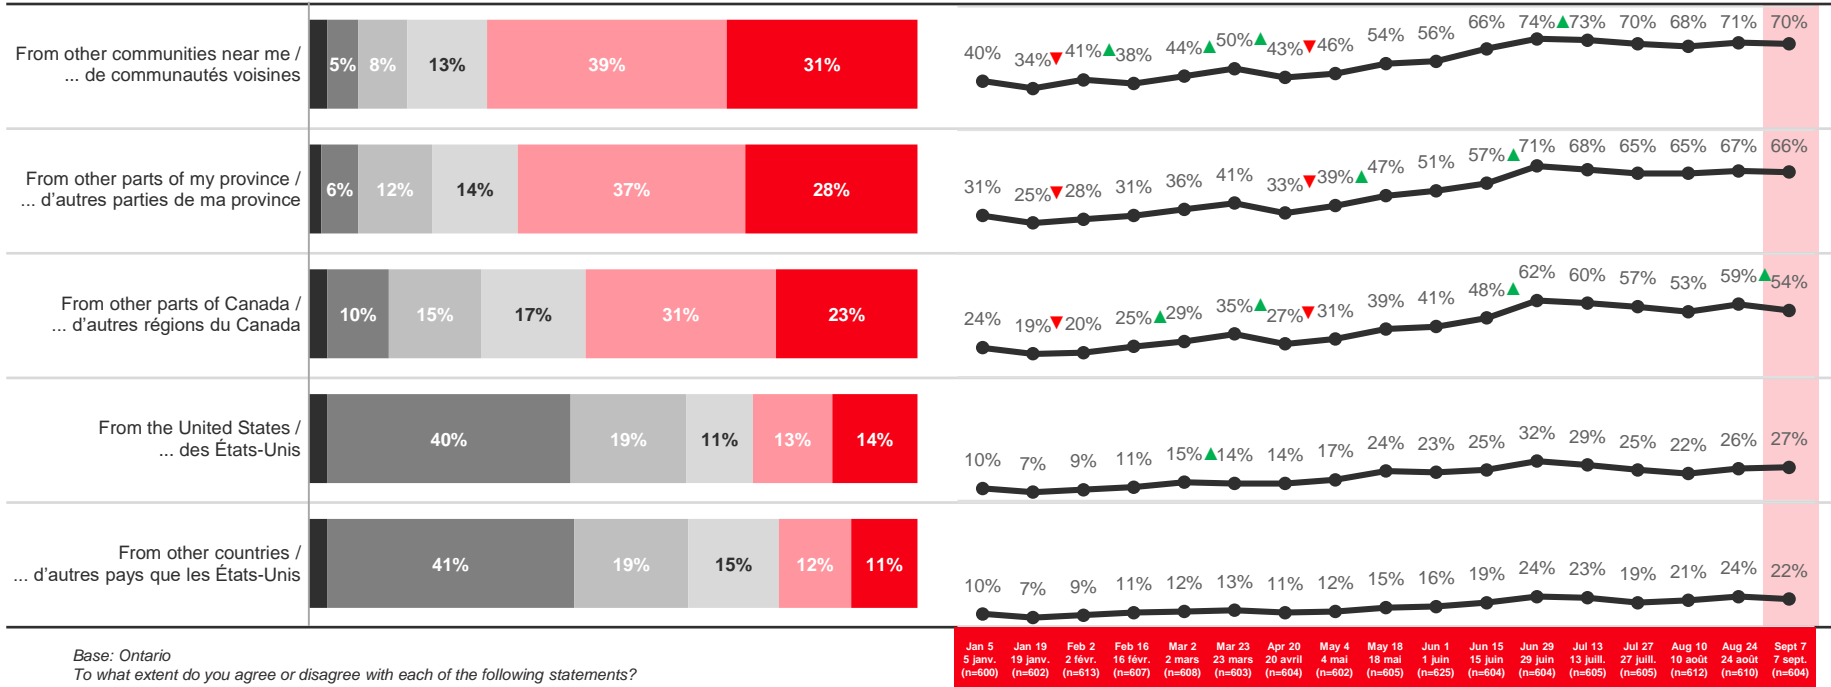 From other communities near me /
... de communautés voisines
5% 8% 13% 39% 31%
40% 34% 41% 38% 44% 50% 43% 46% 54% 56% 66% 74% 73% 70% 68% 71% 70%
From other parts of my province /
... d'autres parties de ma province
6% 12% 14% 37% 28%
31% 25% 28% 31% 36% 41% 33% 39% 47% 51% 57% 71% 68% 65% 65% 67% 66%
From other parts of Canada /
... d'autres régions du Canada
10% 15% 17% 31% 23%
24% 19% 20% 25% 29% 35% 27% 31% 39% 41% 48% 62% 60% 57% 53% 59% 54%
From the United States /
... des États-Unis
40% 19% 11% 13% 14%
10% 7% 9% 11% 15% 14% 14% 17% 24% 23% 25% 32% 29% 25% 22% 26% 27%
From other countries /
... d'autres pays que les États-Unis
41% 19% 15% 12% 11%
10% 7% 9% 11% 12% 13% 11% 12% 15% 16% 19% 24% 23% 19% 21% 24% 22%
Jan 5 Jan 19 Feb 2 Feb 16 Mar 2 Mar 23 Apr 20 May 4 May 18 Jun 1 Jun 15 Jun 29 Jul 13 Jul 27 Aug 10 Aug 24 Sept 7
5 janv. 19 janv. 2 févr. 16 févr. 2 mars 23 mars 20 avril 4 mai 18 mai 1 juin 15 juin 29 juin 13 juill. 27 juill. 10 août 24 août 7 sept.
(n=600) (n=602) (n=613) (n=607) (n=608) (n=603) (n=604) (n=602) (n=605) (n=625) (n=604) (n=604) (n=605) (n=605) (n=612) (n=610) (n=604)
Base: Ontario
To what extent do you agree or disagree with each of the following statements?